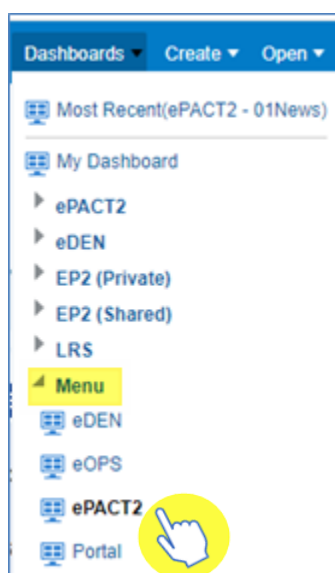 Dashboards Create Open
Most Recent(ePACT2 - 01News)
My Dashboard
ePACT2
eDEN
EP2 (Private)
EP2 (Shared)
LRS
Menu
eDEN
eOPS
ePACT2
Portal